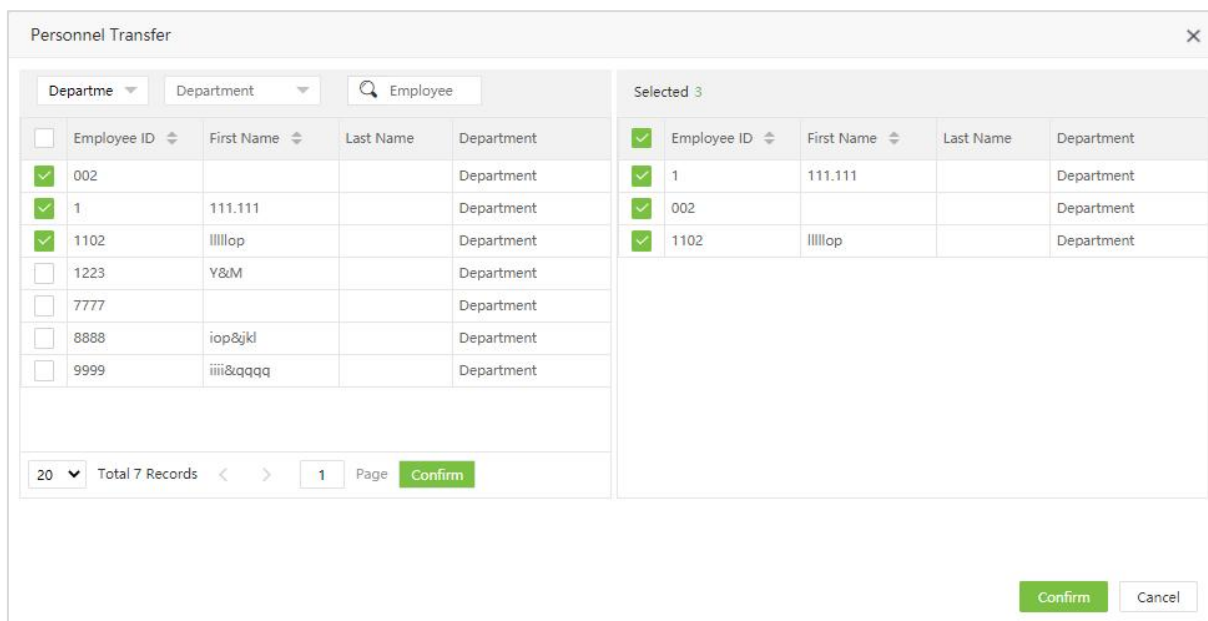 Personnel Transfer
Departme Department Employee
Employee ID First Name Last Name Department
002 Department
1 111.111 Department
1102 lllllop Department
1223 Y&M Department
7777 Department
8888 iop&jkl Department
9999 iiii&qqqq Department
20 Total 7 Records < > 1 Page Confirm
Selected 3
Employee ID First Name Last Name Department
1 111.111 Department
002 Department
1102 lllllop Department
Confirm Cancel